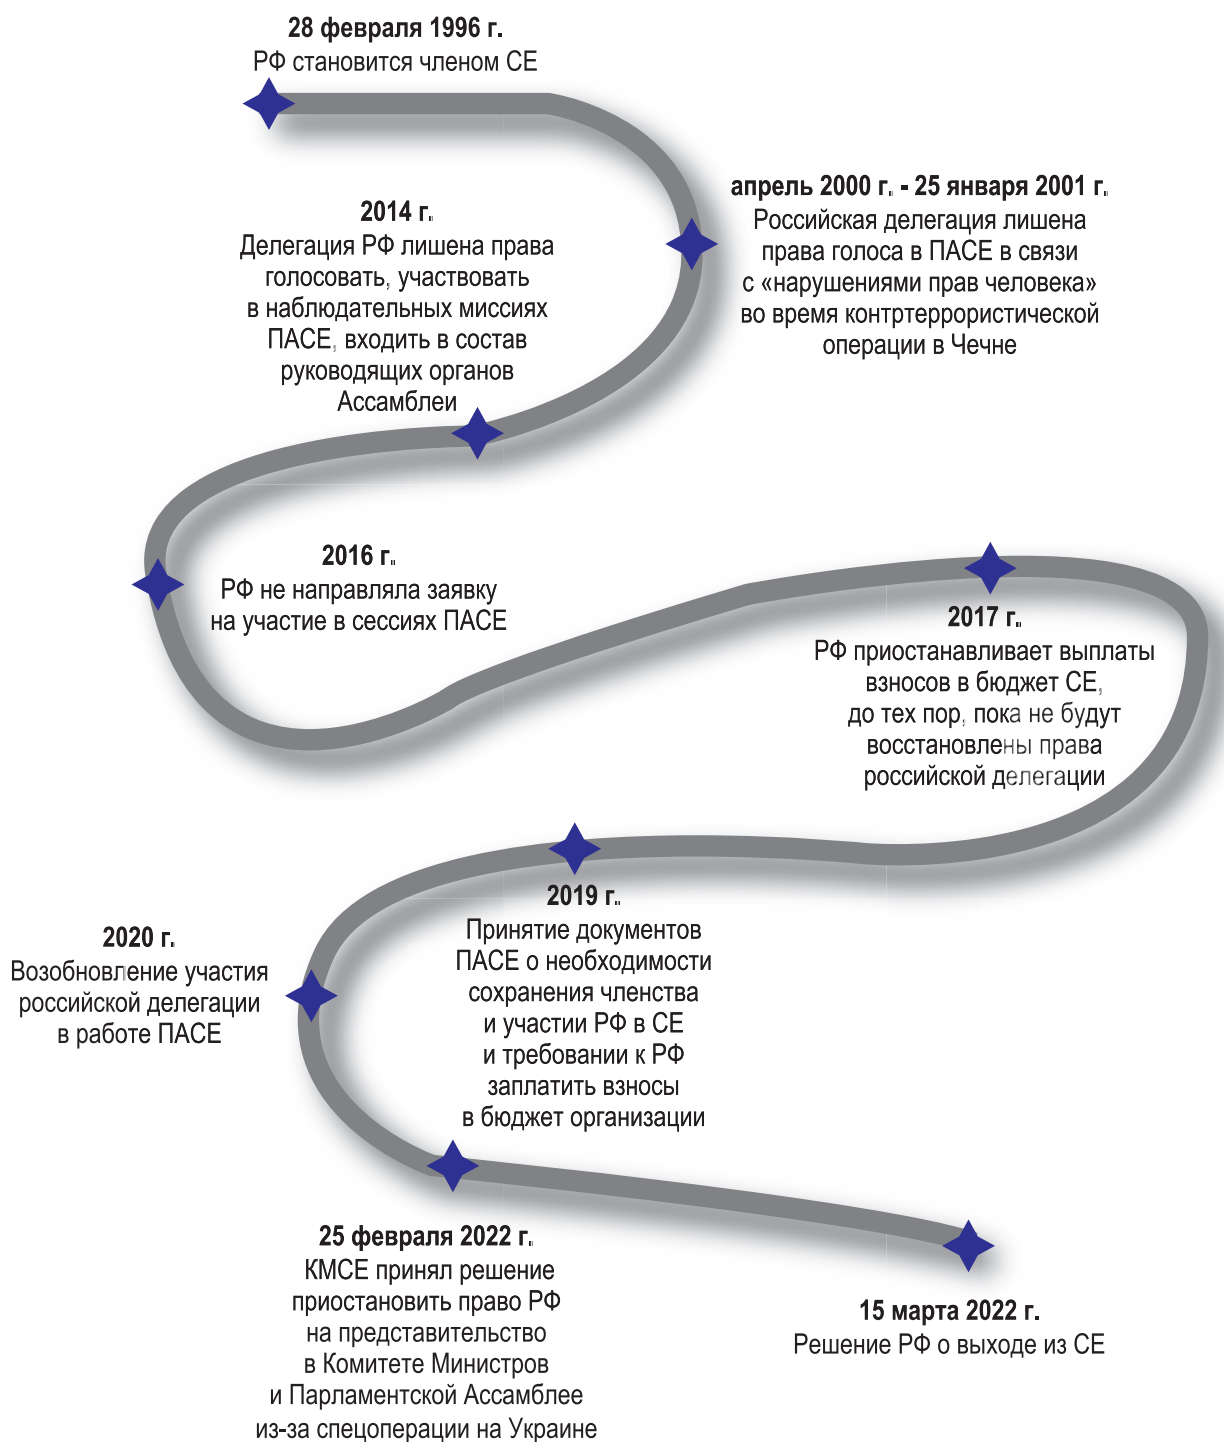 28 февраля 1996 г.
РФ становится членом СЕ
апрель 2000 г. - 25 января 2001 г.
Российская делегация лишена
права голоса в ПАСЕ в связи
с «нарушениями прав человека»
во время контртеррористической
операции в Чечне
2014 г.
Делегация РФ лишена права
голосовать, участвовать
в наблюдательных миссиях
ПАСЕ, входить в состав
руководящих органов
Ассамблеи
2016 г.
РФ не направляла заявку
на участие в сессиях ПАСЕ
2017 г.
РФ приостанавливает выплаты
взносов в бюджет СЕ,
до тех пор, пока не будут
восстановлены права
российской делегации
2019 г.
Принятие документов
ПАСЕ о необходимости
сохранения членства
и участии РФ в СЕ
и требовании к РФ
заплатить взносы
в бюджет организации
2020 г.
Возобновление участия
российской делегации
в работе ПАСЕ
25 февраля 2022 г.
КМСЕ принял решение
приостановить право РФ
на представительство
в Комитете Министров
и Парламентской Ассамблее
из-за спецоперации на Украине
15 марта 2022 г.
Решение РФ о выходе из СЕ